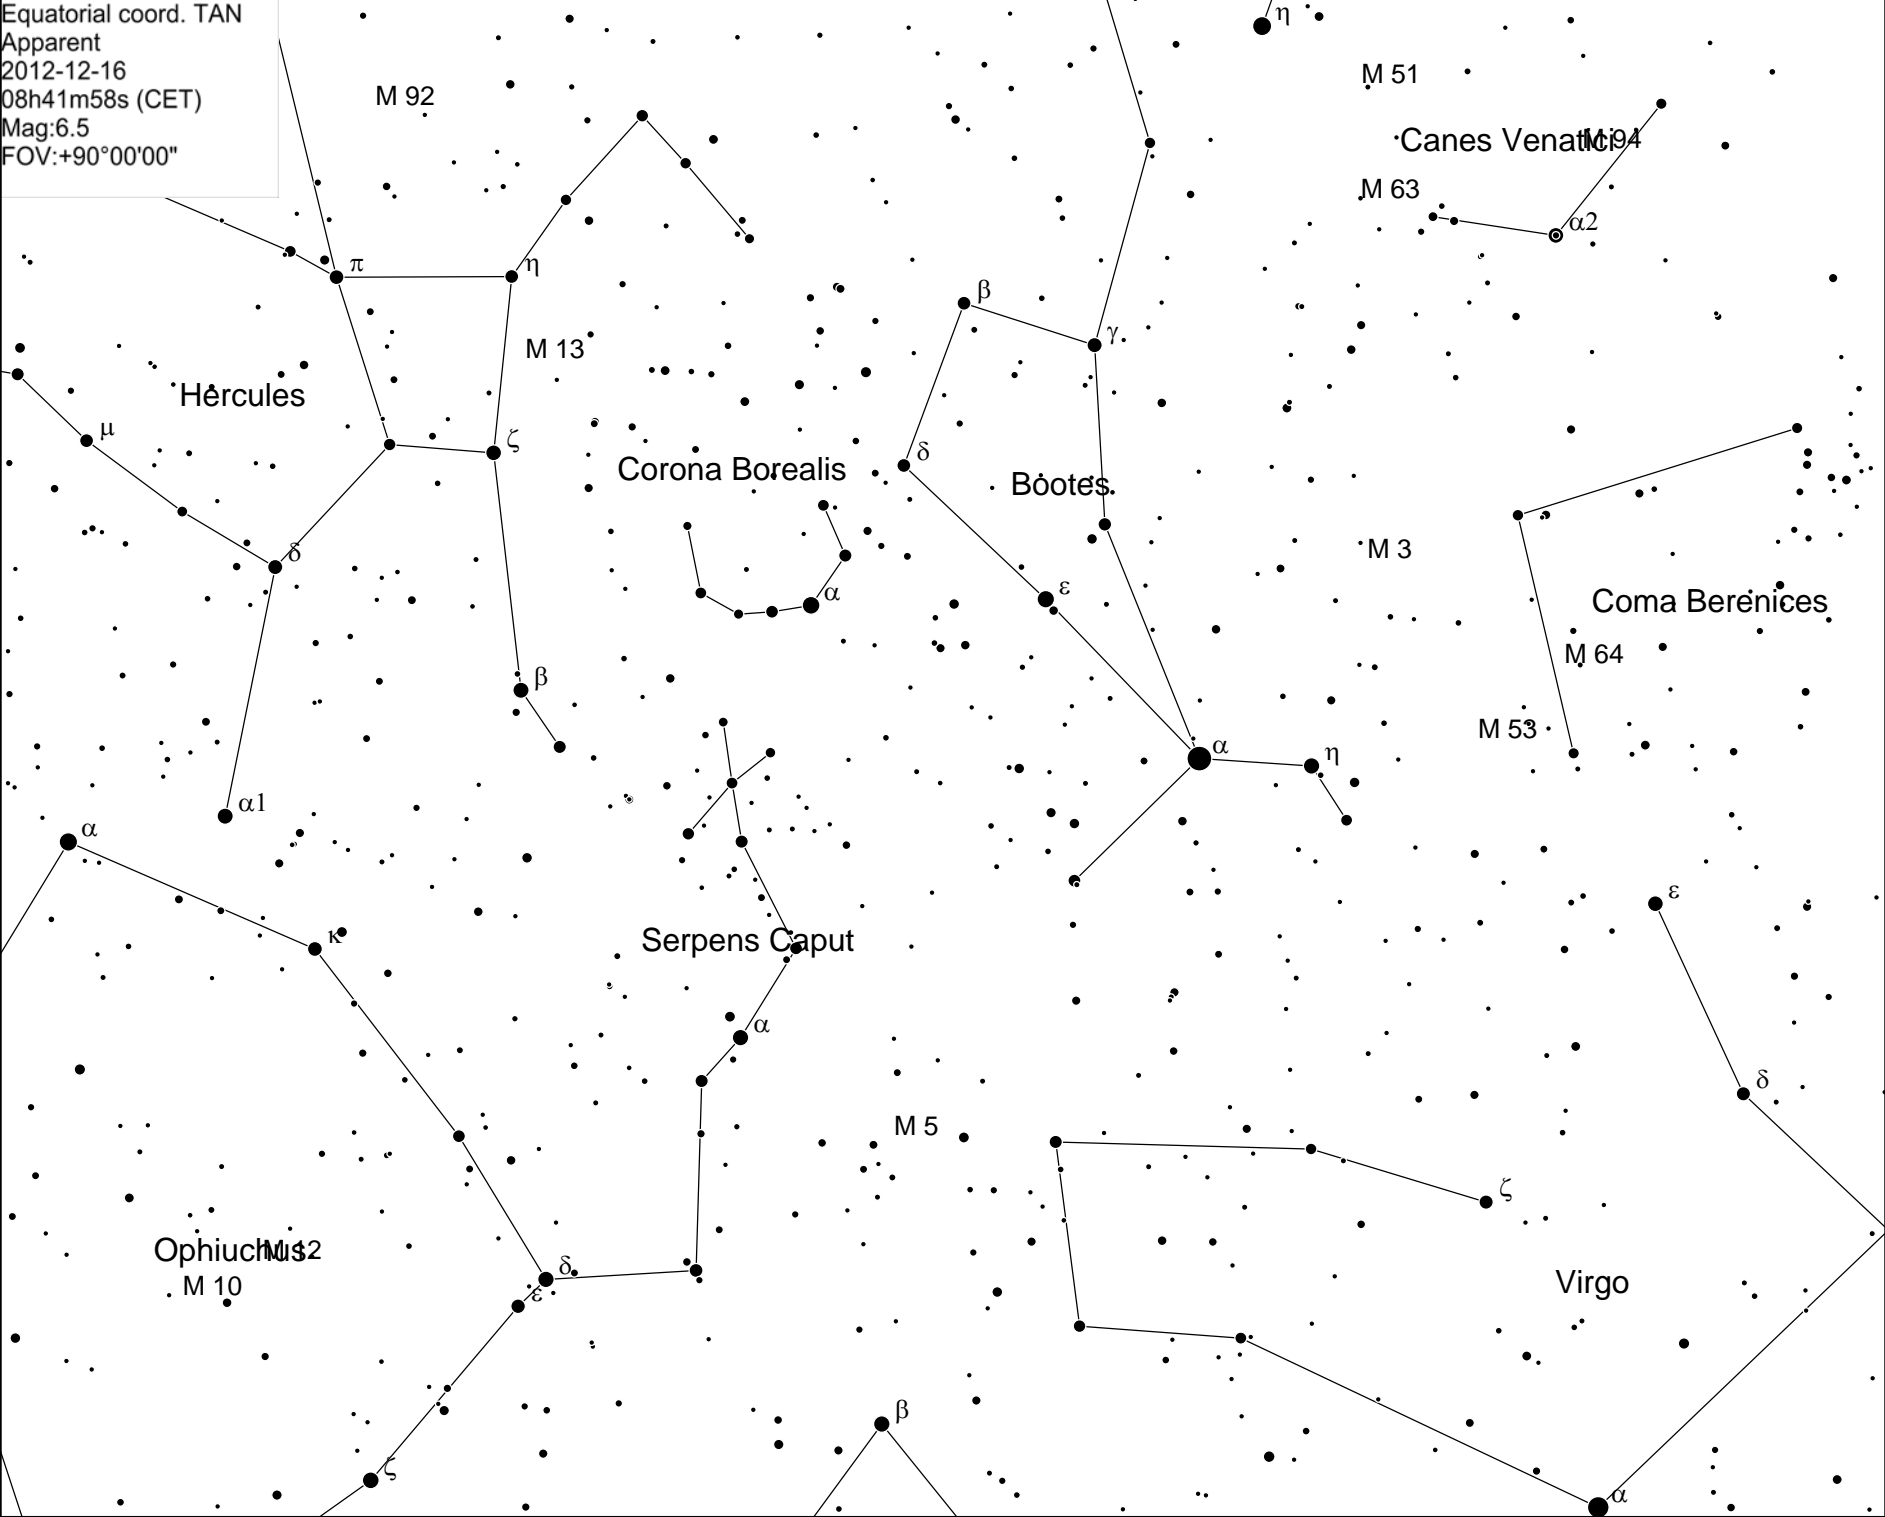 Equatorial coord. TAN
Apparent
2012-12-16
08h41m58s (CET)
Mag:6.5
FOV:+90°00'00"
η
M 51
M 92
Canes Venatici
M 94
M 63
α2
π
η
β
γ
M 13
Hercules
μ
ζ
δ
Corona Borealis
Bootes
δ
M 3
ε
α
Coma Berenices
M 64
β
M 53
α
η
α1
α
ε
κ
Serpens Caput
α
δ
M 5
ζ
Ophiuchus
M 12
δ
M 10
ε
Virgo
β
ζ
α